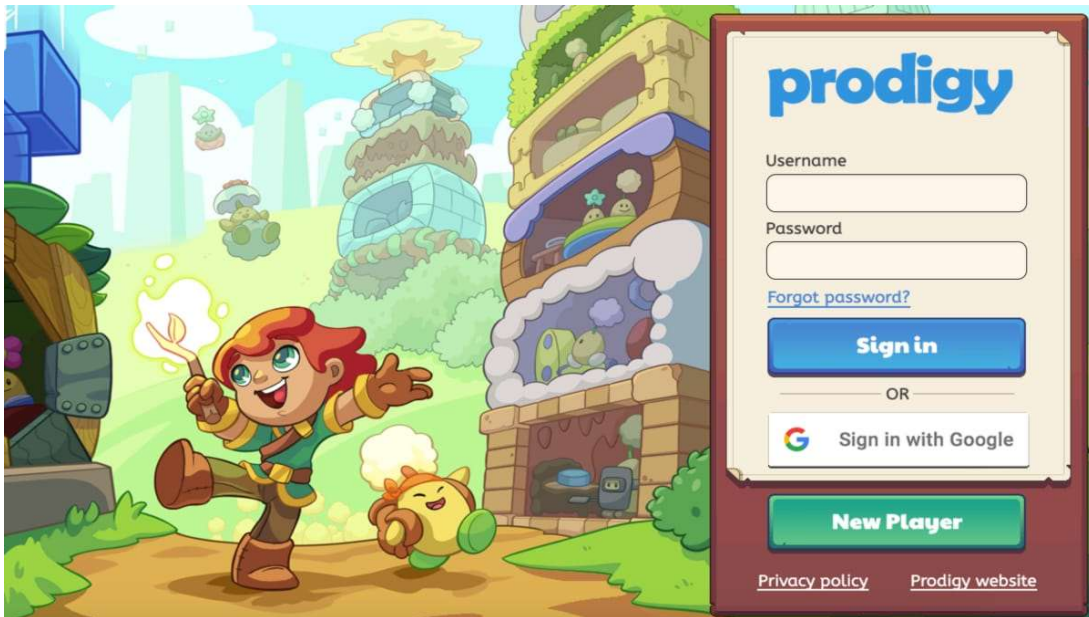 prodigy
Username
Password
Forgot password?
Sign in
OR
Sign in with Google
New Player
Privacy policy Prodigy website